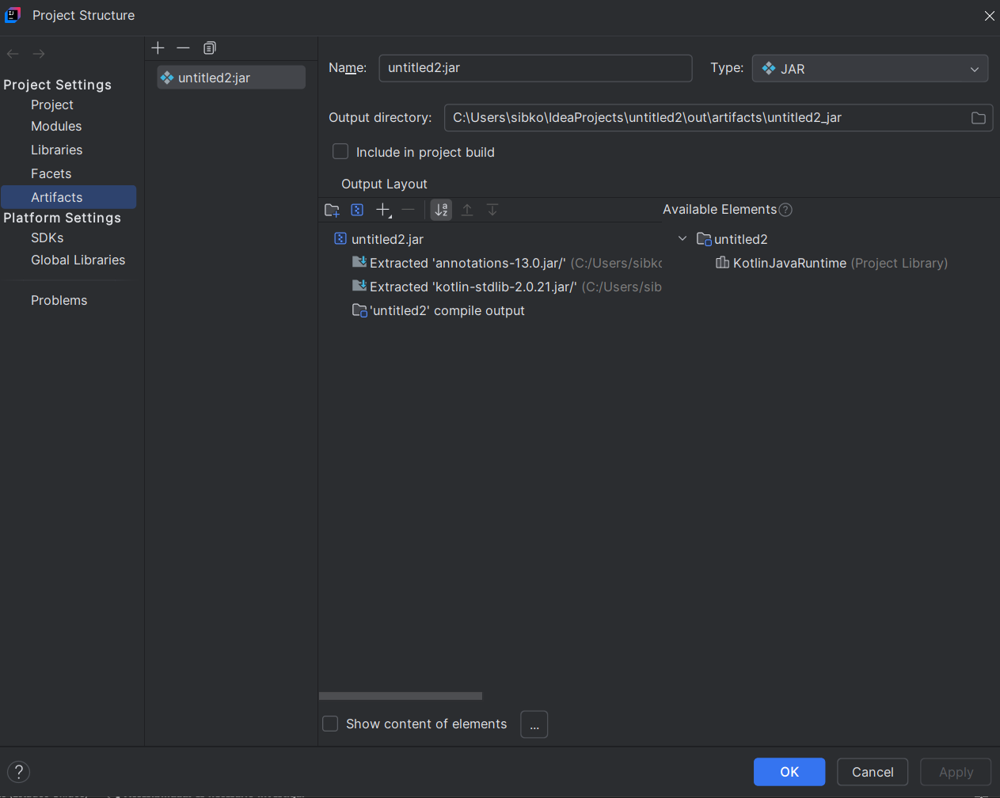 Project Structure
Project Settings
Project
Modules
Libraries
Facets
Artifacts
Platform Settings
SDKs
Global Libraries
Problems
untitled2:jar
Name: untitled2:jar
Type: JAR
Output directory: C:\Users\sibko\IdeaProjects\untitled2\out\artifacts\untitled2_jar
Include in project build
Output Layout
Available Elements ?
untitled2.jar
Extracted 'annotations-13.0.jar/' (C:/Users/sibko
Extracted 'kotlin-stdlib-2.0.21.jar/' (C:/Users/sib
'untitled2' compile output
untitled2
KotlinJavaRuntime (Project Library)
Show content of elements ...
? OK Cancel Apply